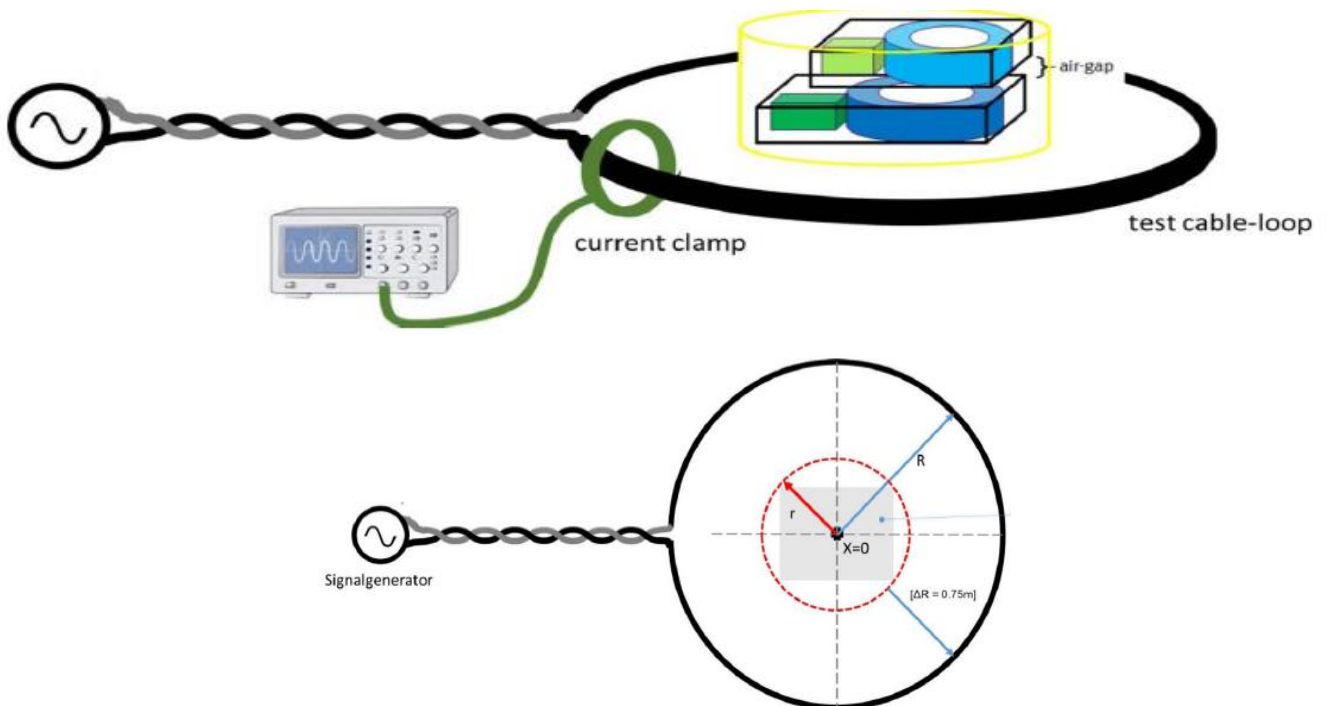 air-gap
current clamp
test cable-loop
R
r
X=0
[ΔR = 0.75m]
Signalgenerator